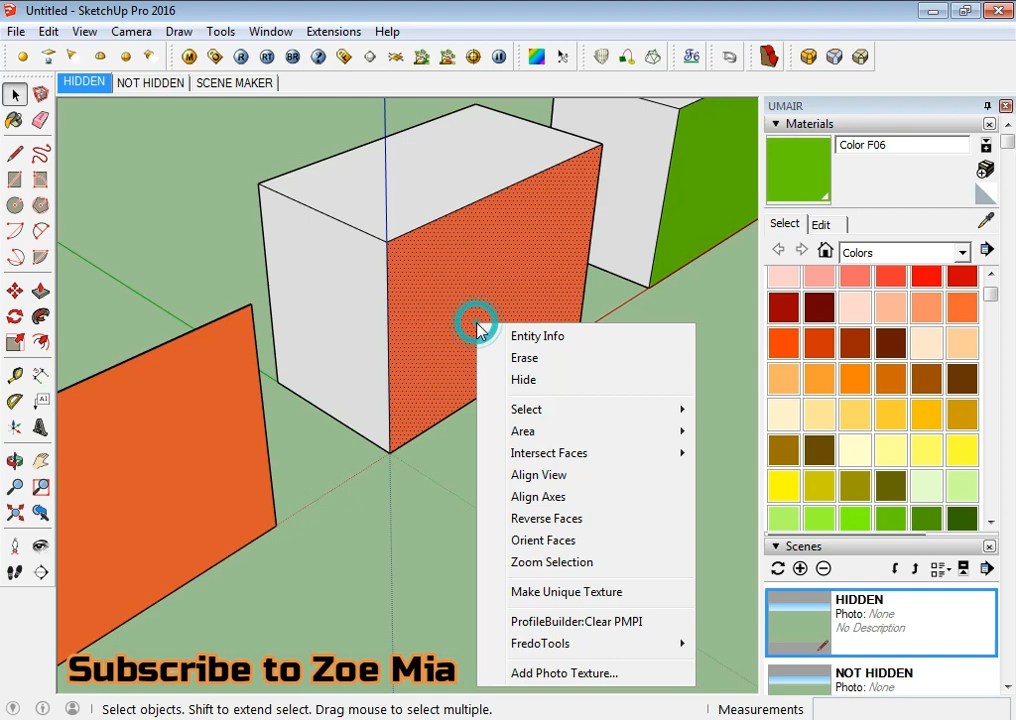 Untitled - SketchUp Pro 2016
File Edit View Camera Draw Tools Window Extensions Help
M R RT BR ? F6
HIDDEN NOT HIDDEN SCENE MAKER
UMAIR
Materials
Color F06
Select Edit
Colors
Entity Info
Erase
Hide
Select
Area
Intersect Faces
Align View
Align Axes
Reverse Faces
Orient Faces
Zoom Selection
Make Unique Texture
ProfileBuilder:Clear PMPI
FredoTools
Add Photo Texture...
Scenes
HIDDEN
Photo: None
No Description
NOT HIDDEN
Photo: None
Subscribe to Zoe Mia
Select objects. Shift to extend select. Drag mouse to select multiple.
Measurements